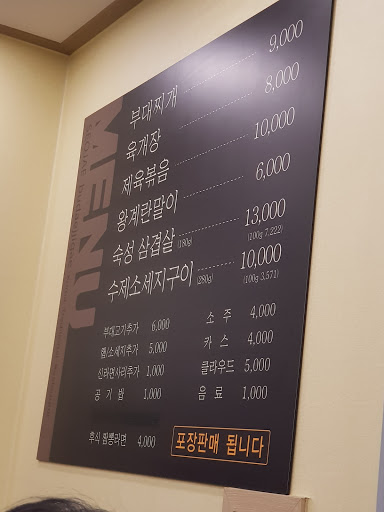 MENU
부대찌개 9,000
육개장 8,000
제육볶음 10,000
왕계란말이 6,000
숙성 삼겹살 (180g) 13,000
(100g 7,222)
수제소세지구이 (280g) 10,000
(100g 3,571)
부대고기추가 6,000
햄/소세지추가 5,000
신라면사리추가 1,000
공 기 밥 1,000
소 주 4,000
카 스 4,000
클라우드 5,000
음 료 1,000
후식 짬뽕라면 4,000
포장판매 됩니다